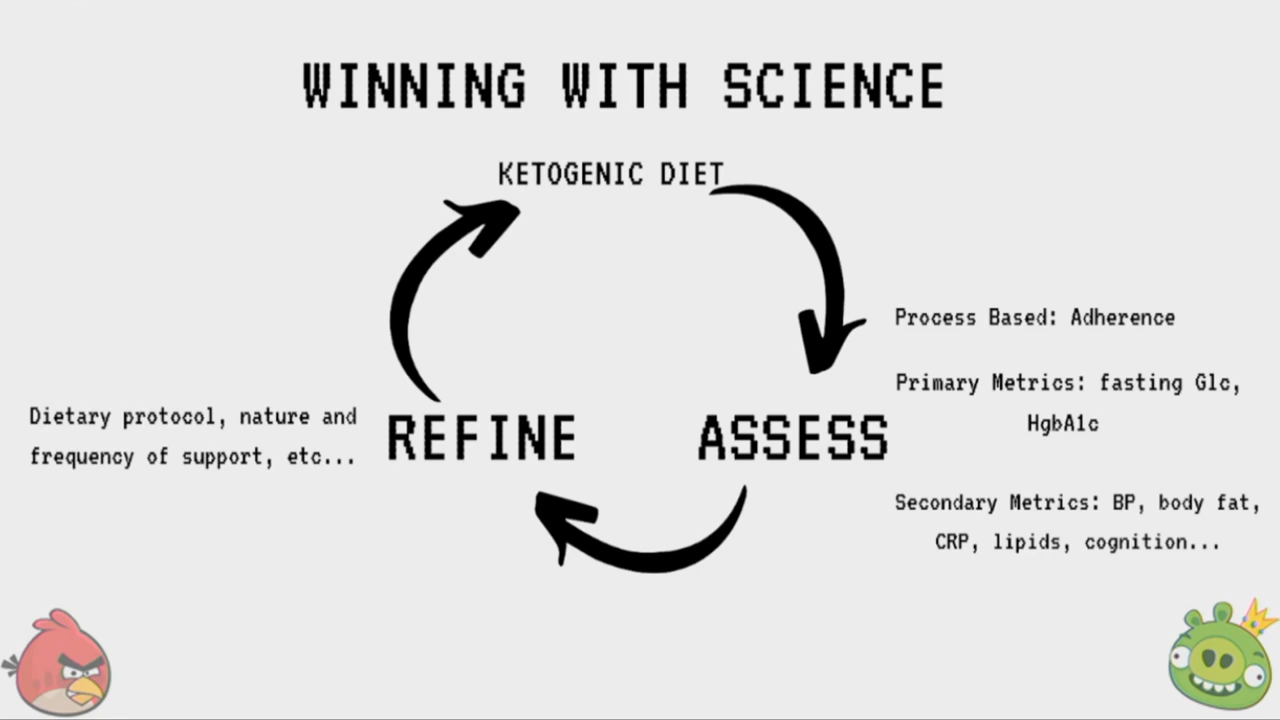 WINNING WITH SCIENCE
KETOGENIC DIET
Process Based: Adherence
Primary Metrics: fasting Glc,
HgbA1c
Dietary protocol, nature and
frequency of support, etc...
REFINE
ASSESS
Secondary Metrics: BP, body fat,
CRP, lipids, cognition...